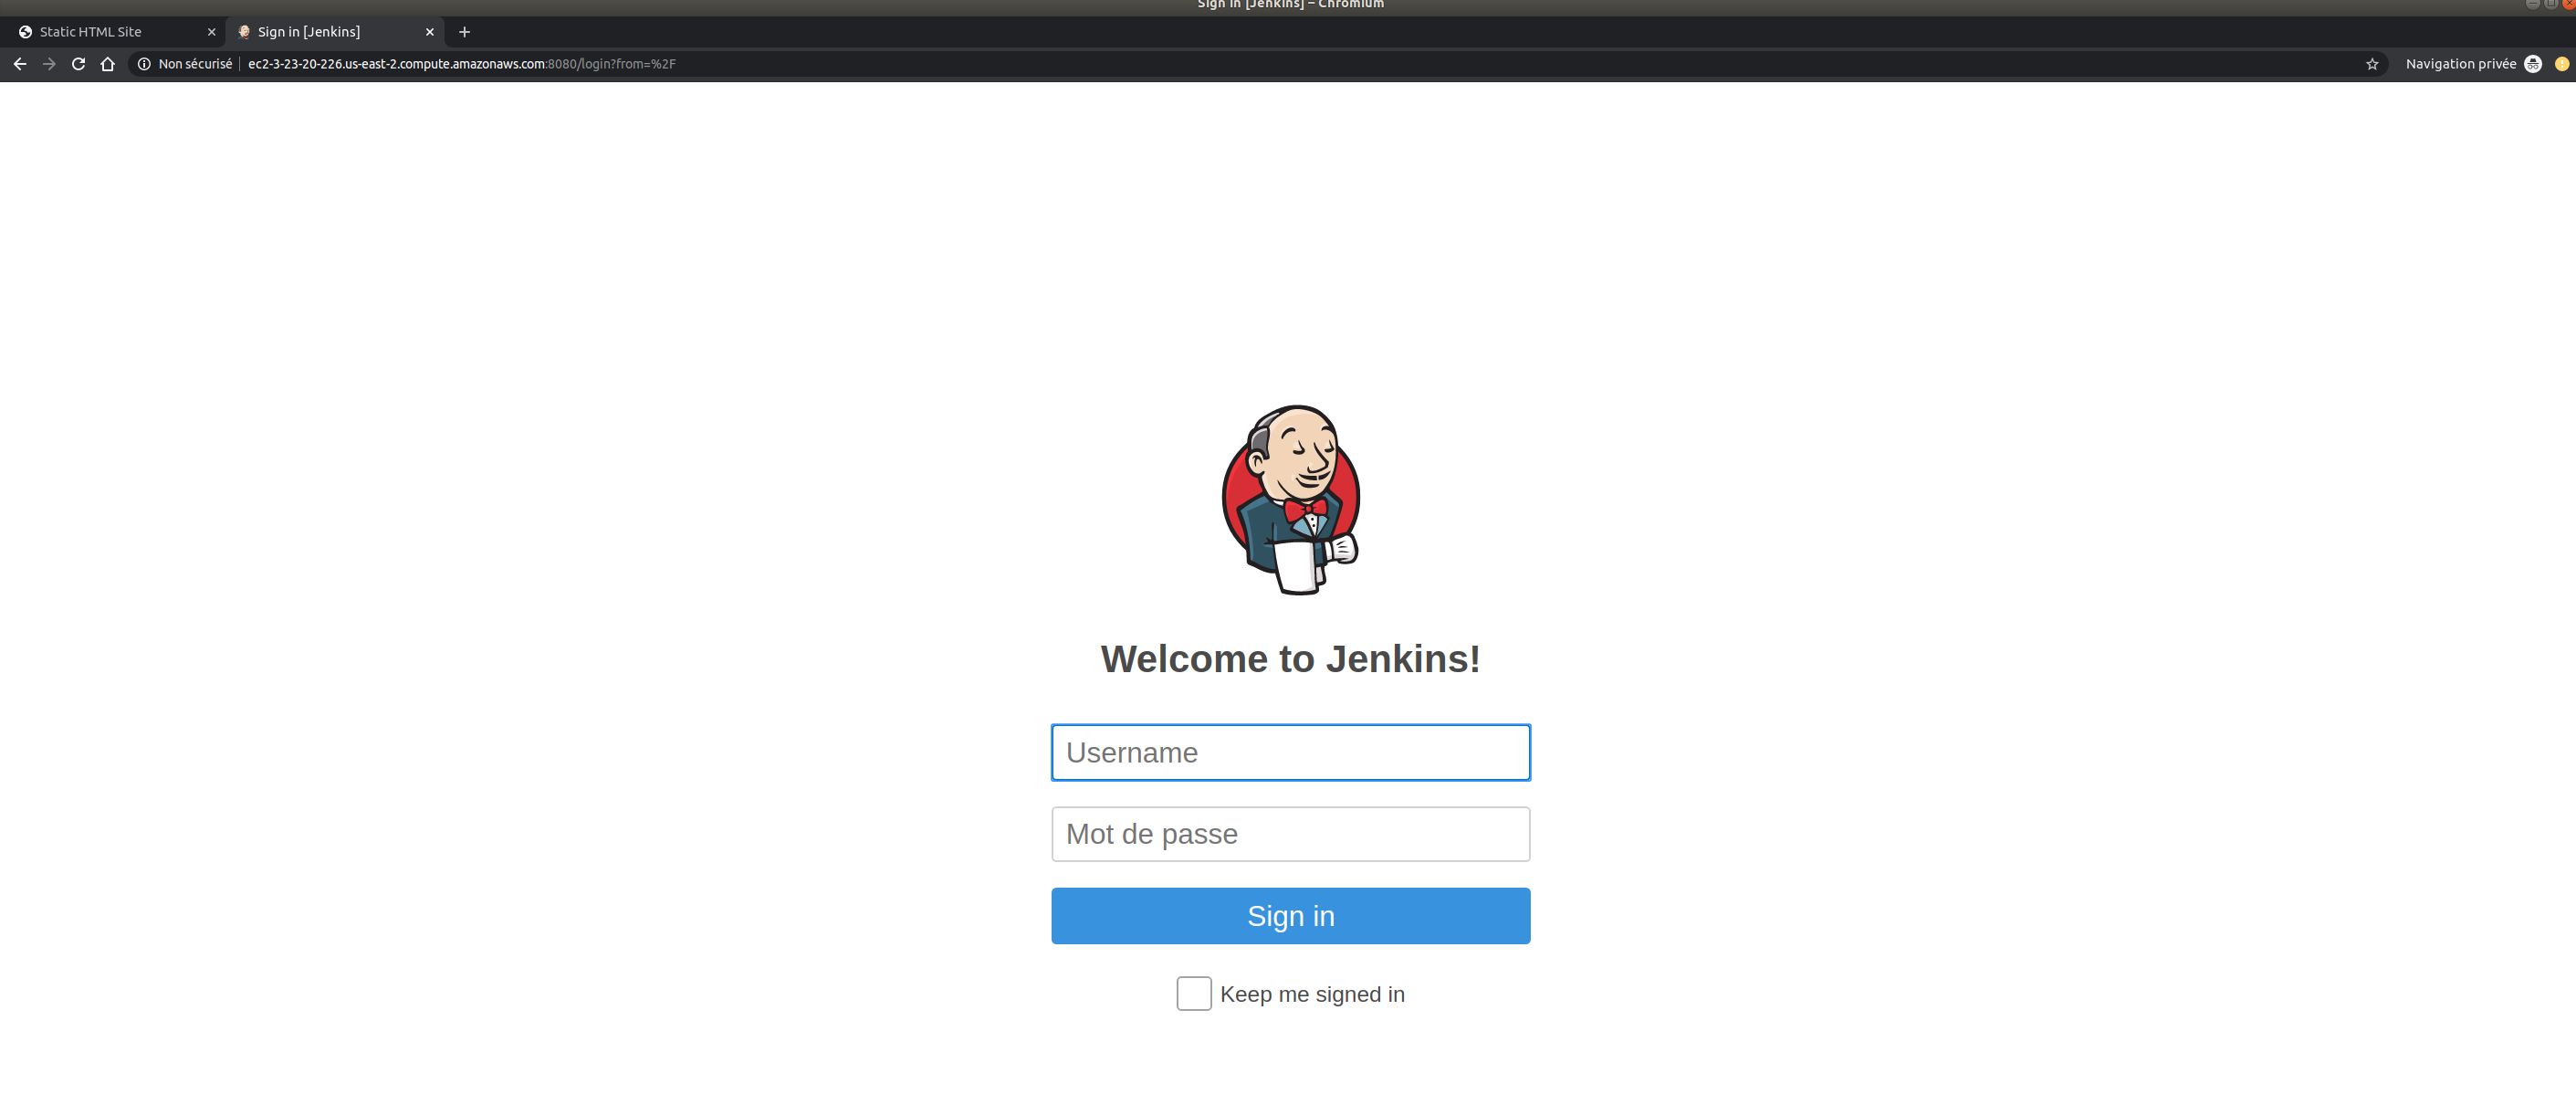 Sign in [Jenkins] – Chromium
Static HTML Site
Sign in [Jenkins]
Non sécurisé
ec2-3-23-20-226.us-east-2.compute.amazonaws.com:8080/login?from=%2F
Navigation privée
Welcome to Jenkins!
Username
Mot de passe
Sign in
Keep me signed in